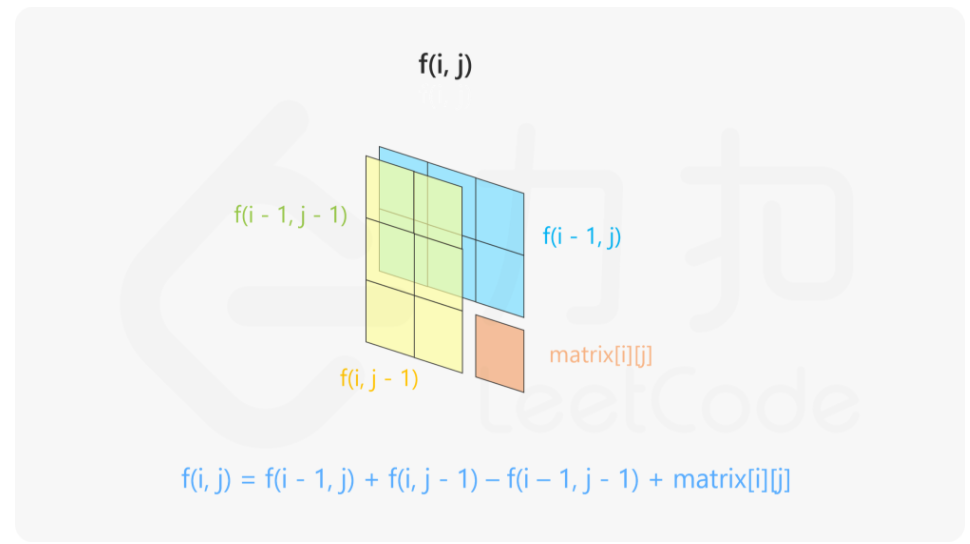 f(i, j)
f(i - 1, j - 1)
f(i - 1, j)
matrix[i][j]
f(i, j - 1)
力扣
LeetCode
f(i, j) = f(i - 1, j) + f(i, j - 1) – f(i – 1, j - 1) + matrix[i][j]